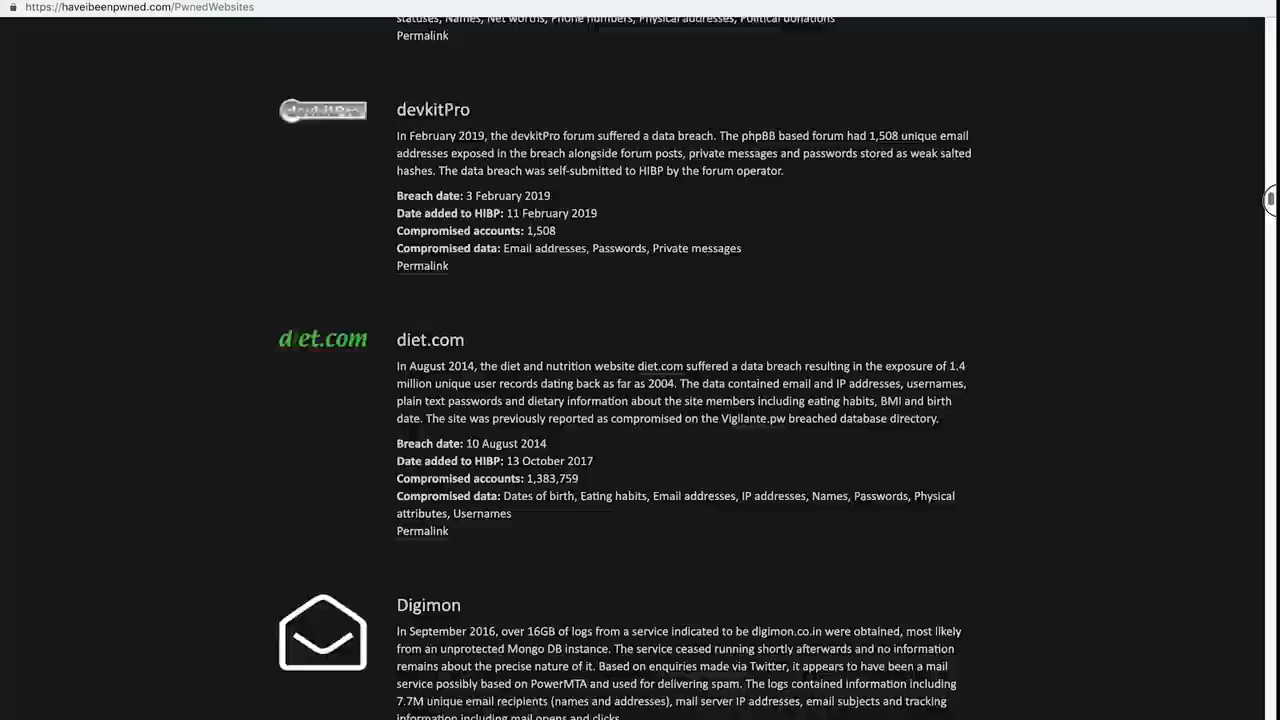 https://haveibeenpwned.com/PwnedWebsites
statuses, Names, Net worths, Phone numbers, Physical addresses, Political donations
Permalink
devkitPro
devkitPro
In February 2019, the devkitPro forum suffered a data breach. The phpBB based forum had 1,508 unique email
addresses exposed in the breach alongside forum posts, private messages and passwords stored as weak salted
hashes. The data breach was self-submitted to HIBP by the forum operator.
Breach date: 3 February 2019
Date added to HIBP: 11 February 2019
Compromised accounts: 1,508
Compromised data: Email addresses, Passwords, Private messages
Permalink
diet.com
diet.com
In August 2014, the diet and nutrition website diet.com suffered a data breach resulting in the exposure of 1.4
million unique user records dating back as far as 2004. The data contained email and IP addresses, usernames,
plain text passwords and dietary information about the site members including eating habits, BMI and birth
date. The site was previously reported as compromised on the Vigilante.pw breached database directory.
Breach date: 10 August 2014
Date added to HIBP: 13 October 2017
Compromised accounts: 1,383,759
Compromised data: Dates of birth, Eating habits, Email addresses, IP addresses, Names, Passwords, Physical
attributes, Usernames
Permalink
Digimon
In September 2016, over 16GB of logs from a service indicated to be digimon.co.in were obtained, most likely
from an unprotected Mongo DB instance. The service ceased running shortly afterwards and no information
remains about the precise nature of it. Based on enquiries made via Twitter, it appears to have been a mail
service possibly based on PowerMTA and used for delivering spam. The logs contained information including
7.7M unique email recipients (names and addresses), mail server IP addresses, email subjects and tracking
information including mail opens and clicks.